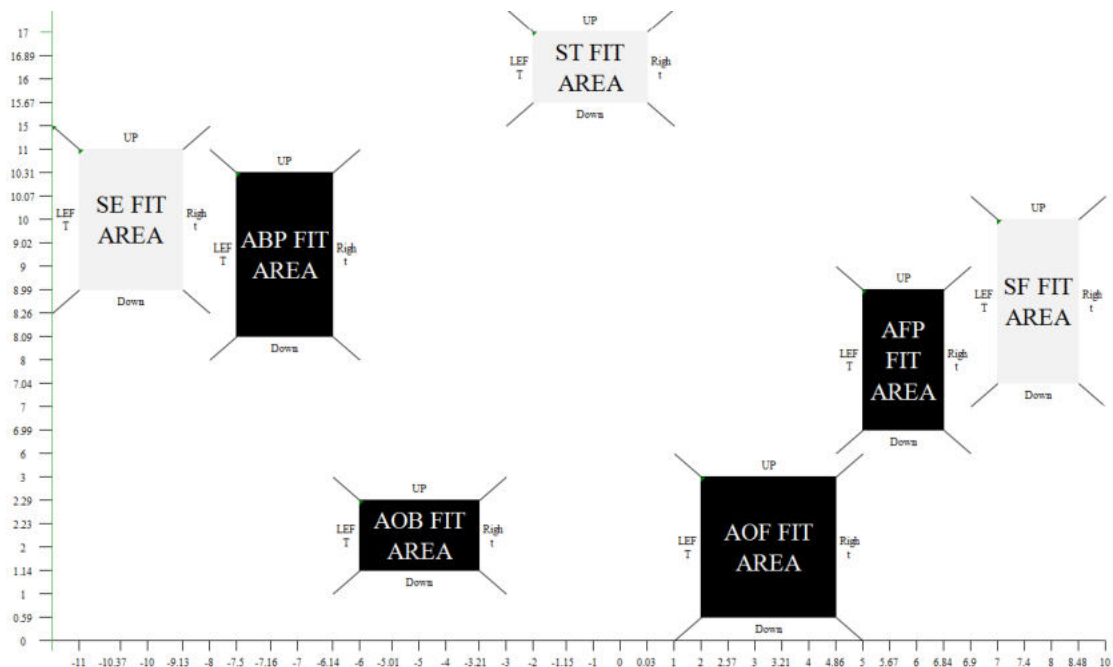 17
16.89
16
15.67
15
11
10.31
10.07
10
9.02
9
8.99
8.26
8.09
8
7.04
7
6.99
6
3
2.29
2.23
2
1.14
1
0.59
0
UP
LEF
T
ST FIT
AREA
Righ
t
Down
UP
LEF
T
SE FIT
AREA
Righ
t
Down
UP
LEF
T
ABP FIT
AREA
Righ
t
Down
UP
LEF
T
SF FIT
AREA
Righ
t
Down
UP
LEF
T
AFP
FIT
AREA
Righ
t
Down
UP
LEF
T
AOB FIT
AREA
Righ
t
Down
UP
LEF
T
AOF FIT
AREA
Righ
t
Down
-11 -10.37 -10 -9.13 -8 -7.5 -7.16 -7 -6.14 -6 -5 -4 -3.21 -2 -1.15 -1 0 0.03 1 2 2.57 3 3.21 4 4.86 5 5.67 6 6.84 6.9 7 7.4 8 8.48 10